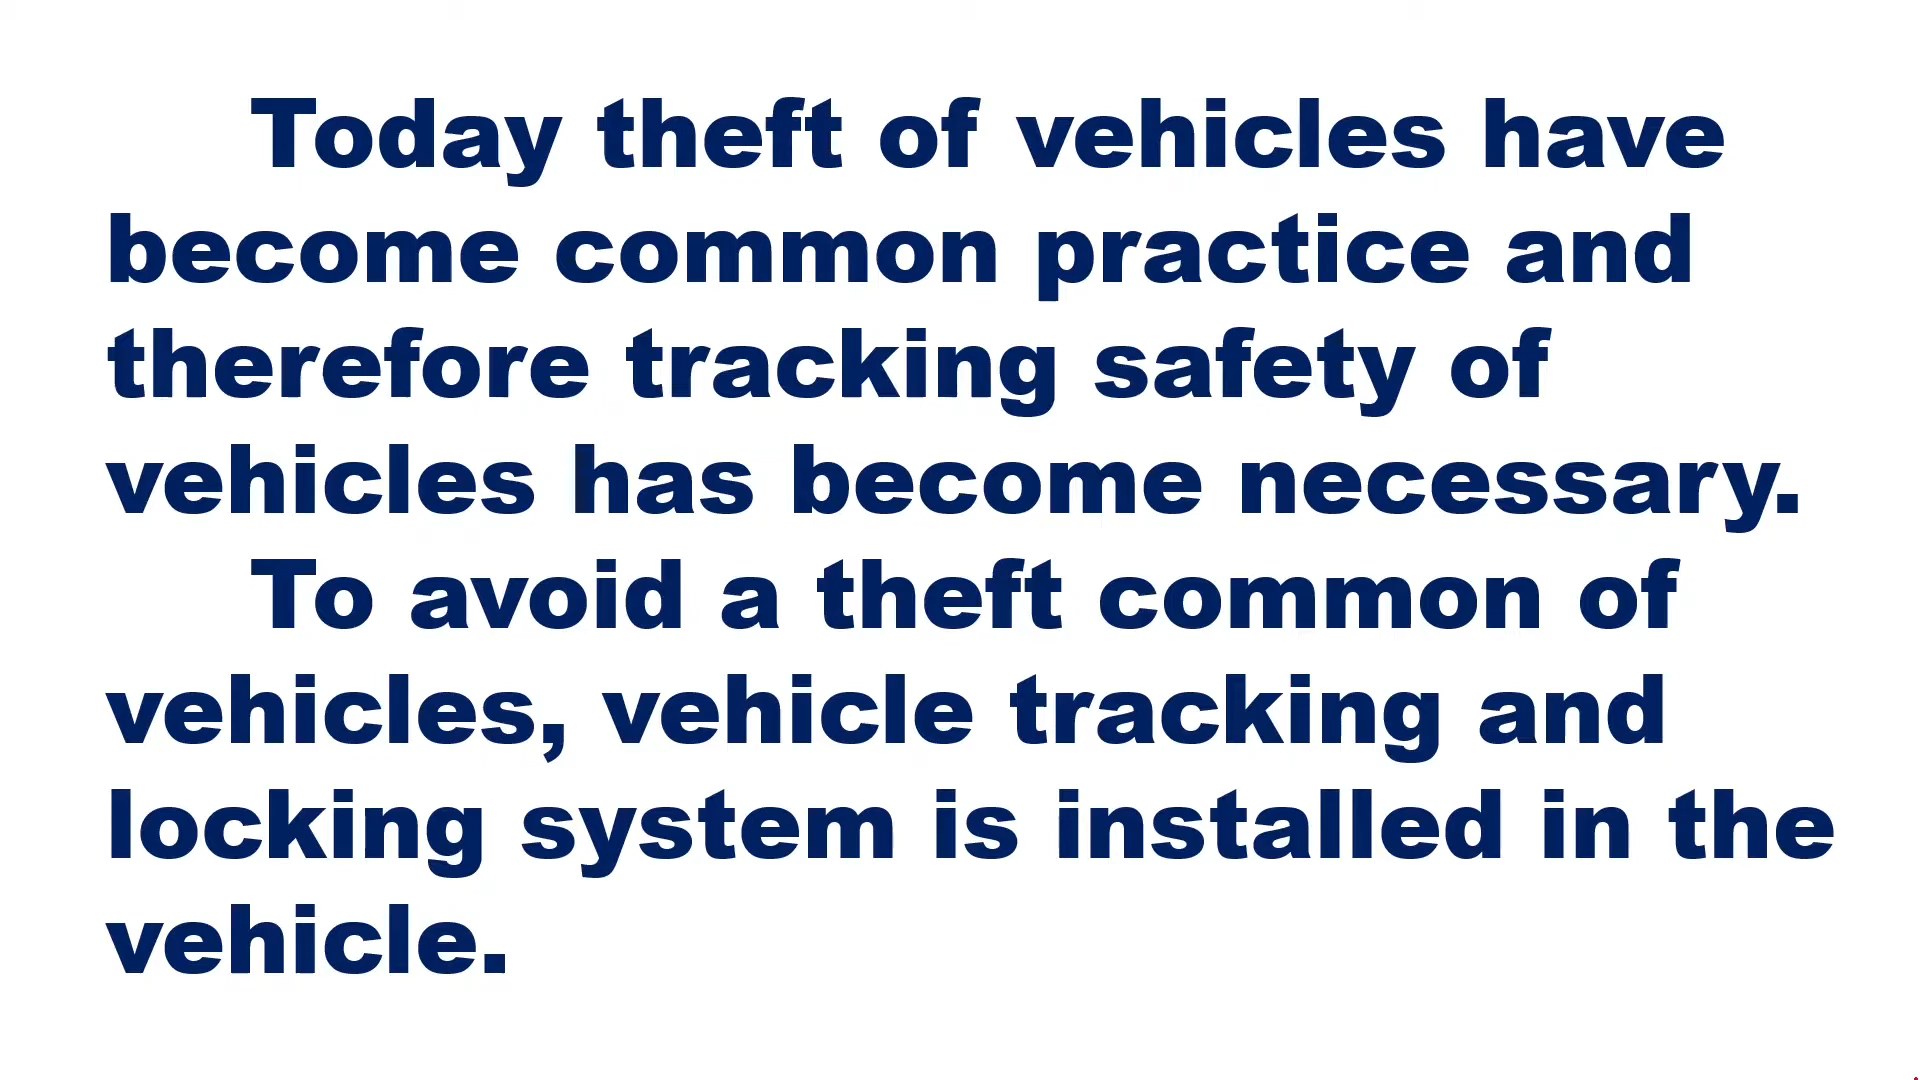 Today theft of vehicles have
become common practice and
therefore tracking safety of
vehicles has become necessary.
To avoid a theft common of
vehicles, vehicle tracking and
locking system is installed in the
vehicle.